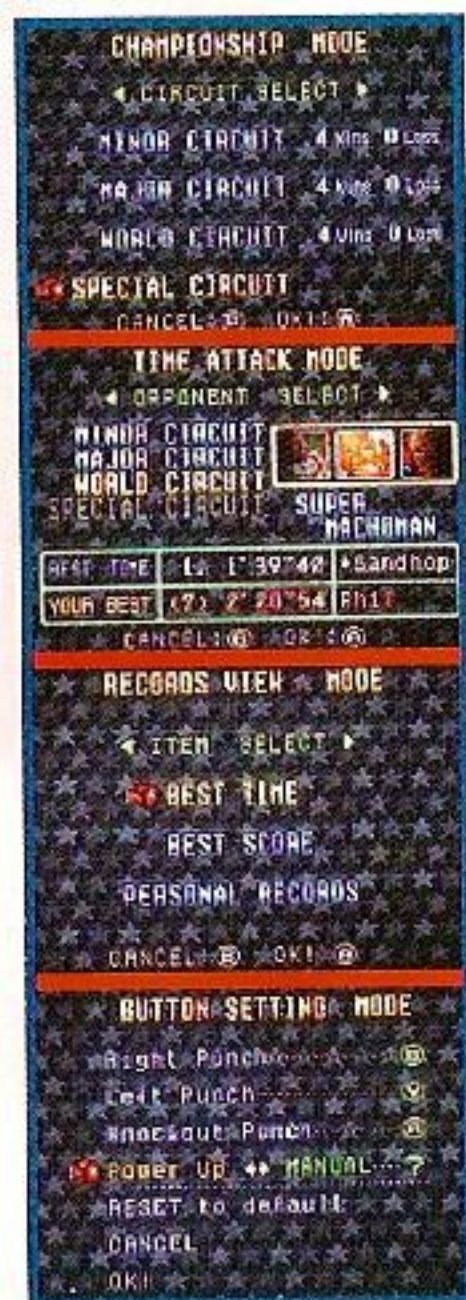 CHAMPIONSHIP MODE
◄ CIRCUIT SELECT ►
MINOR CIRCUIT 4 Wins 0 Loss
MAJOR CIRCUIT 4 Wins 0 Loss
WORLD CIRCUIT 4 Wins 0 Loss
SPECIAL CIRCUIT
CANCEL:Ⓑ OK!:Ⓐ
TIME ATTACK MODE
◄ OPPONENT SELECT ►
MINOR CIRCUIT
MAJOR CIRCUIT
WORLD CIRCUIT
SPECIAL CIRCUIT
SUPER
MACHOMAN
BEST TIME 1'39"42 ♦Sandhop
YOUR BEST (7) 2'20"54 Phil
CANCEL:Ⓑ OK:Ⓐ
RECORDS VIEW MODE
◄ ITEM SELECT ►
BEST TIME
BEST SCORE
PERSONAL RECORDS
CANCEL:Ⓑ OK!:Ⓐ
BUTTON SETTING MODE
Right Punch
Left Punch
Knockout Punch
Power Up ↔ MANUAL ?
RESET to default
CANCEL
OK!